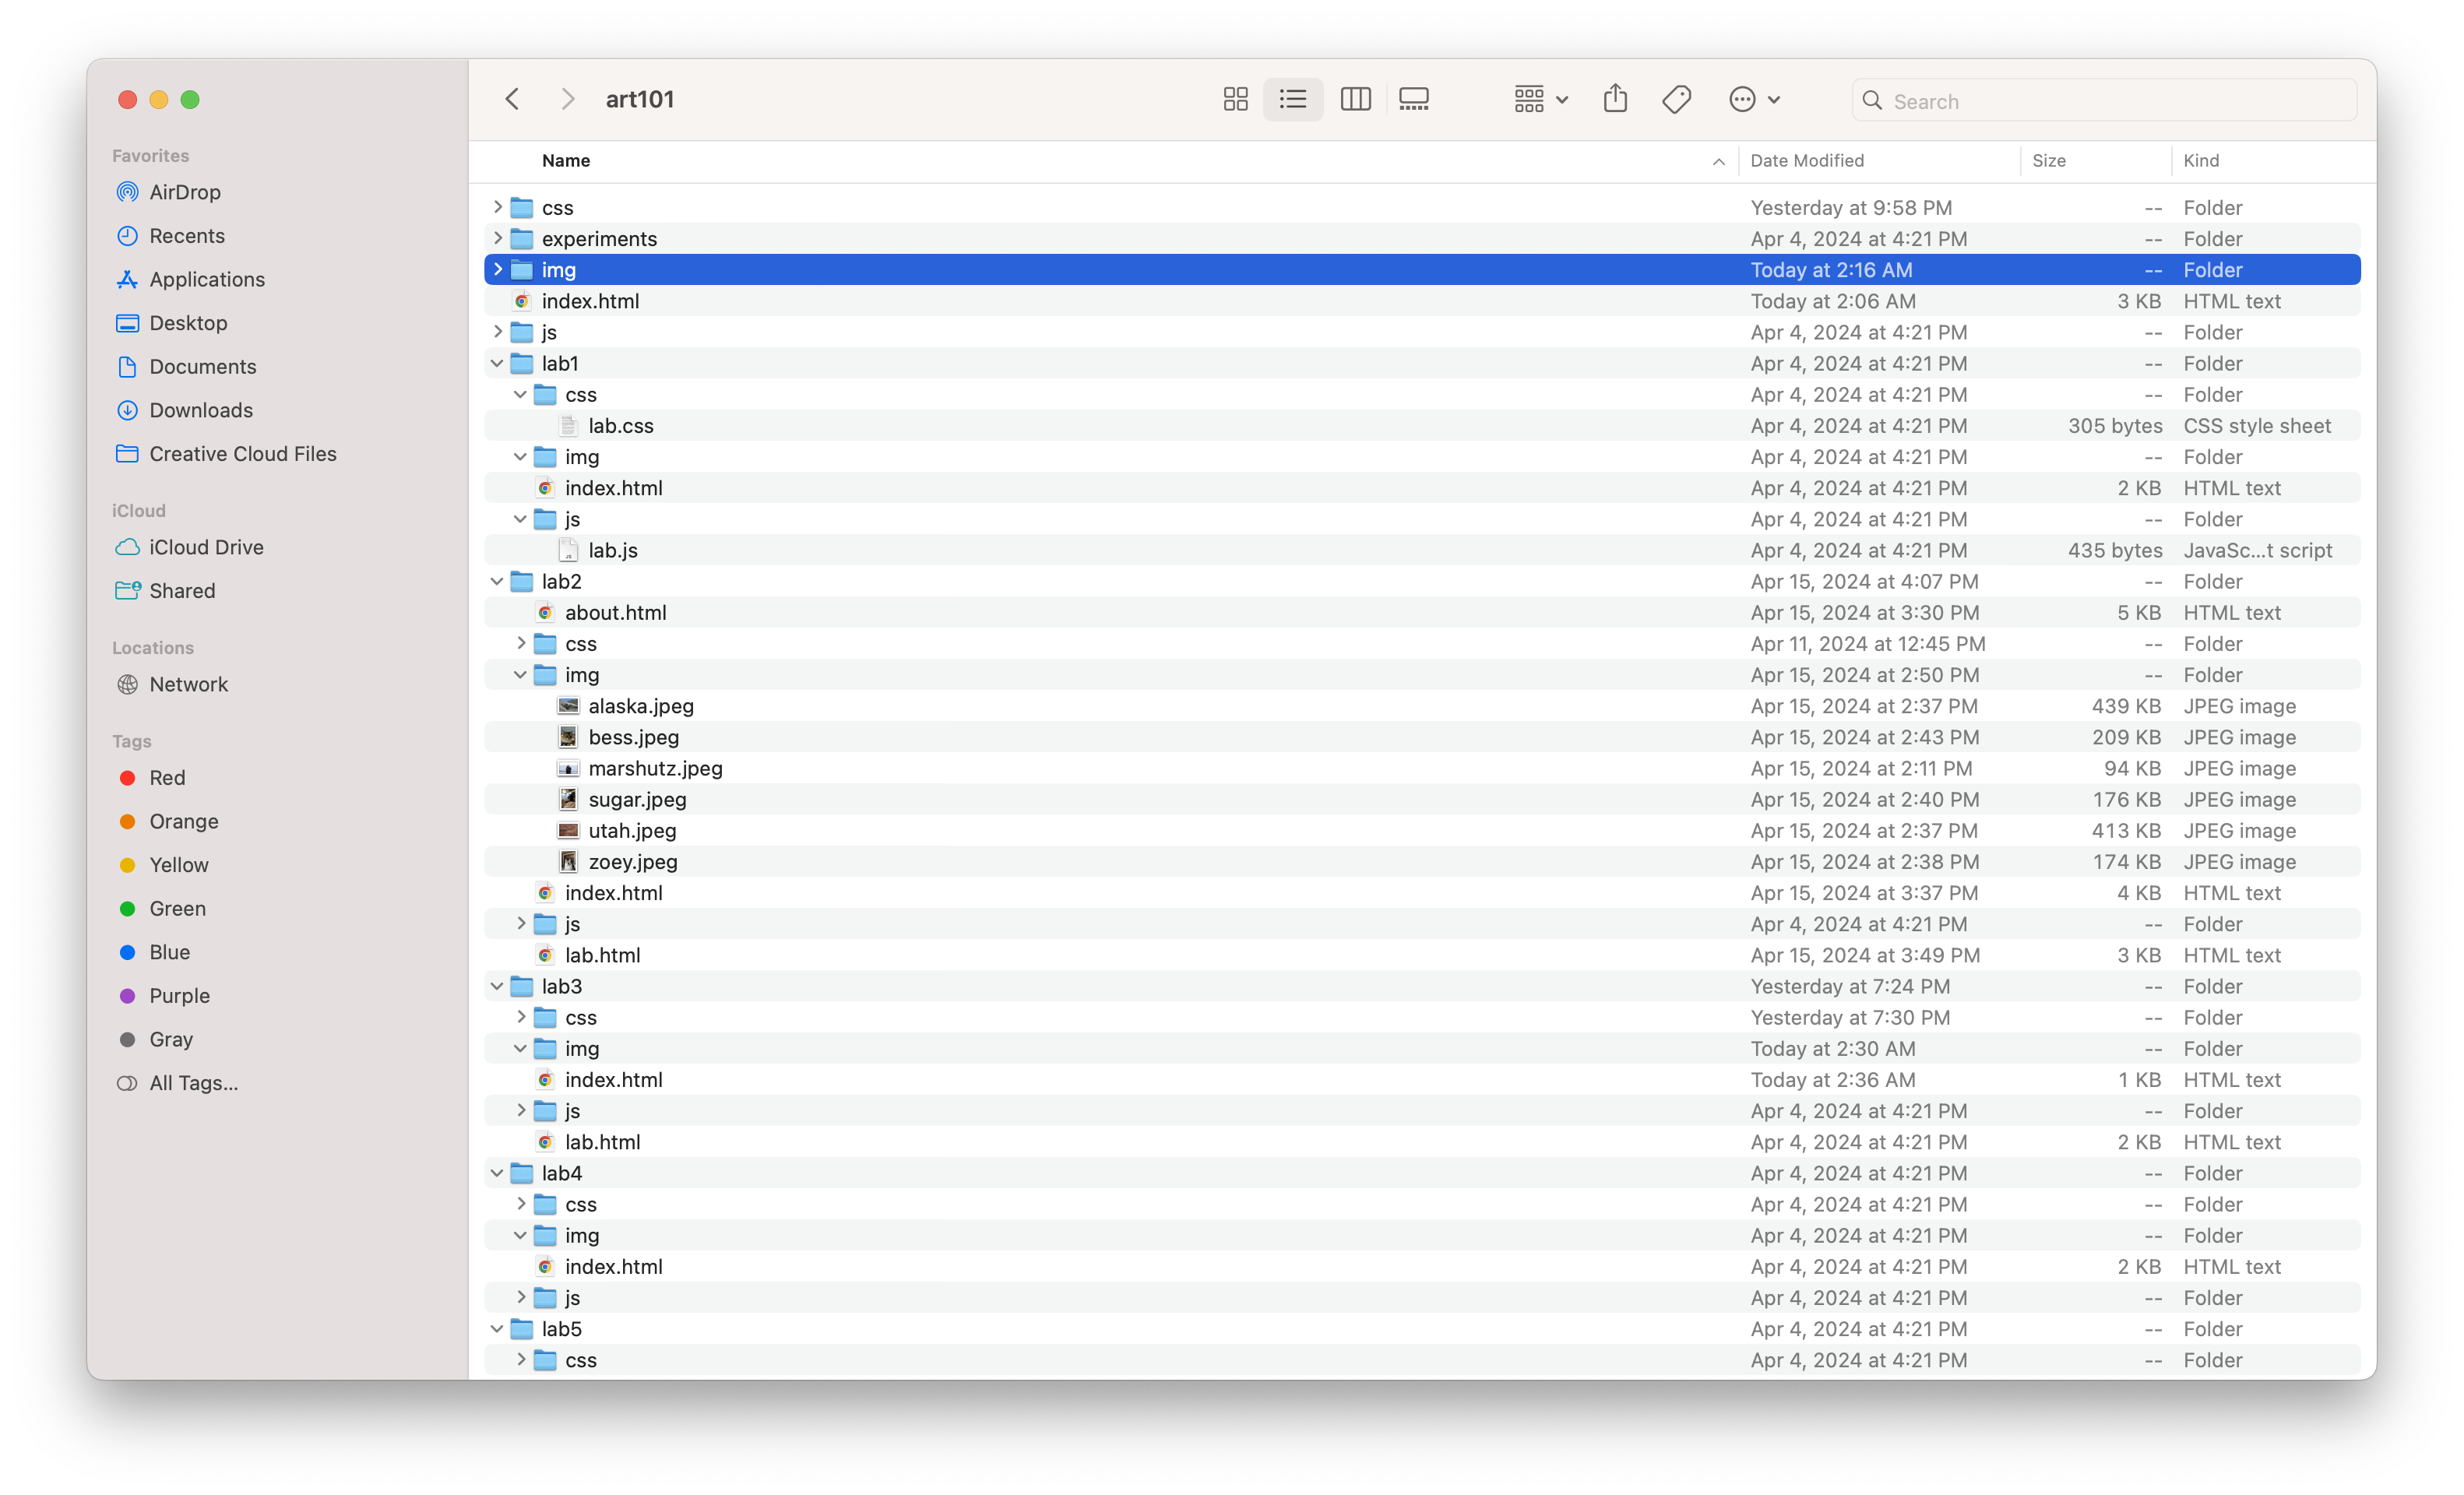 art101
Search
Favorites
AirDrop
Recents
Applications
Desktop
Documents
Downloads
Creative Cloud Files
iCloud
iCloud Drive
Shared
Locations
Network
Tags
Red
Orange
Yellow
Green
Blue
Purple
Gray
All Tags...
Name Date Modified Size Kind
css Yesterday at 9:58 PM -- Folder
experiments Apr 4, 2024 at 4:21 PM -- Folder
img Today at 2:16 AM -- Folder
index.html Today at 2:06 AM 3 KB HTML text
js Apr 4, 2024 at 4:21 PM -- Folder
lab1 Apr 4, 2024 at 4:21 PM -- Folder
css Apr 4, 2024 at 4:21 PM -- Folder
lab.css Apr 4, 2024 at 4:21 PM 305 bytes CSS style sheet
img Apr 4, 2024 at 4:21 PM -- Folder
index.html Apr 4, 2024 at 4:21 PM 2 KB HTML text
js Apr 4, 2024 at 4:21 PM -- Folder
lab.js Apr 4, 2024 at 4:21 PM 435 bytes JavaSc...t script
lab2 Apr 15, 2024 at 4:07 PM -- Folder
about.html Apr 15, 2024 at 3:30 PM 5 KB HTML text
css Apr 11, 2024 at 12:45 PM -- Folder
img Apr 15, 2024 at 2:50 PM -- Folder
alaska.jpeg Apr 15, 2024 at 2:37 PM 439 KB JPEG image
bess.jpeg Apr 15, 2024 at 2:43 PM 209 KB JPEG image
marshutz.jpeg Apr 15, 2024 at 2:11 PM 94 KB JPEG image
sugar.jpeg Apr 15, 2024 at 2:40 PM 176 KB JPEG image
utah.jpeg Apr 15, 2024 at 2:37 PM 413 KB JPEG image
zoey.jpeg Apr 15, 2024 at 2:38 PM 174 KB JPEG image
index.html Apr 15, 2024 at 3:37 PM 4 KB HTML text
js Apr 4, 2024 at 4:21 PM -- Folder
lab.html Apr 15, 2024 at 3:49 PM 3 KB HTML text
lab3 Yesterday at 7:24 PM -- Folder
css Yesterday at 7:30 PM -- Folder
img Today at 2:30 AM -- Folder
index.html Today at 2:36 AM 1 KB HTML text
js Apr 4, 2024 at 4:21 PM -- Folder
lab.html Apr 4, 2024 at 4:21 PM 2 KB HTML text
lab4 Apr 4, 2024 at 4:21 PM -- Folder
css Apr 4, 2024 at 4:21 PM -- Folder
img Apr 4, 2024 at 4:21 PM -- Folder
index.html Apr 4, 2024 at 4:21 PM 2 KB HTML text
js Apr 4, 2024 at 4:21 PM -- Folder
lab5 Apr 4, 2024 at 4:21 PM -- Folder
css Apr 4, 2024 at 4:21 PM -- Folder